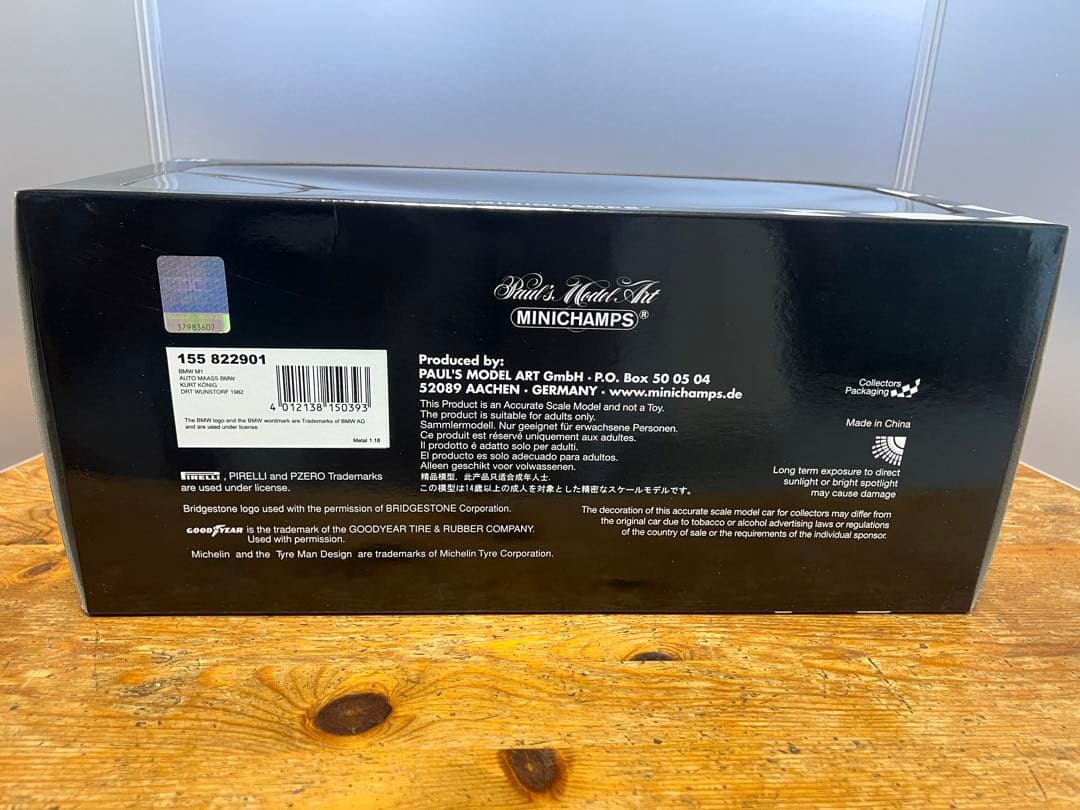 MINICHAMPS
37983607
Paul's Model Art
MINICHAMPS®
155 822901
BMW M1
AUTO MAASS BMW
KURT KÖNIG
DRT WUNSTORF 1982
4 012138 150393
The BMW logo and the BMW wordmark are Trademarks of BMW AG
and are used under license.
Metal 1:18
Produced by:
PAUL'S MODEL ART GmbH · P.O. Box 50 05 04
52089 AACHEN · GERMANY · www.minichamps.de
This Product is an Accurate Scale Model and not a Toy.
The product is suitable for adults only.
Sammlermodell. Nur geeignet für erwachsene Personen.
Ce produit est réservé uniquement aux adultes.
Il prodotto é adatto solo per adulti.
El producto es solo adecuado para adultos.
Alleen geschikt voor volwassenen.
精品模型．此产品只适合成年人士．
この模型は14歳以上の成人を対象とした精密なスケールモデルです。
Collectors
Packaging
Made in China
Long term exposure to direct
sunlight or bright spotlight
may cause damage
PIRELLI , PIRELLI and PZERO Trademarks
are used under license.
Bridgestone logo used with the permission of BRIDGESTONE Corporation.
GOODYEAR is the trademark of the GOODYEAR TIRE & RUBBER COMPANY.
Used with permission.
Michelin and the Tyre Man Design are trademarks of Michelin Tyre Corporation.
The decoration of this accurate scale model car for collectors may differ from
the original car due to tobacco or alcohol advertising laws or regulations
of the country of sale or the requirements of the individual sponsor.